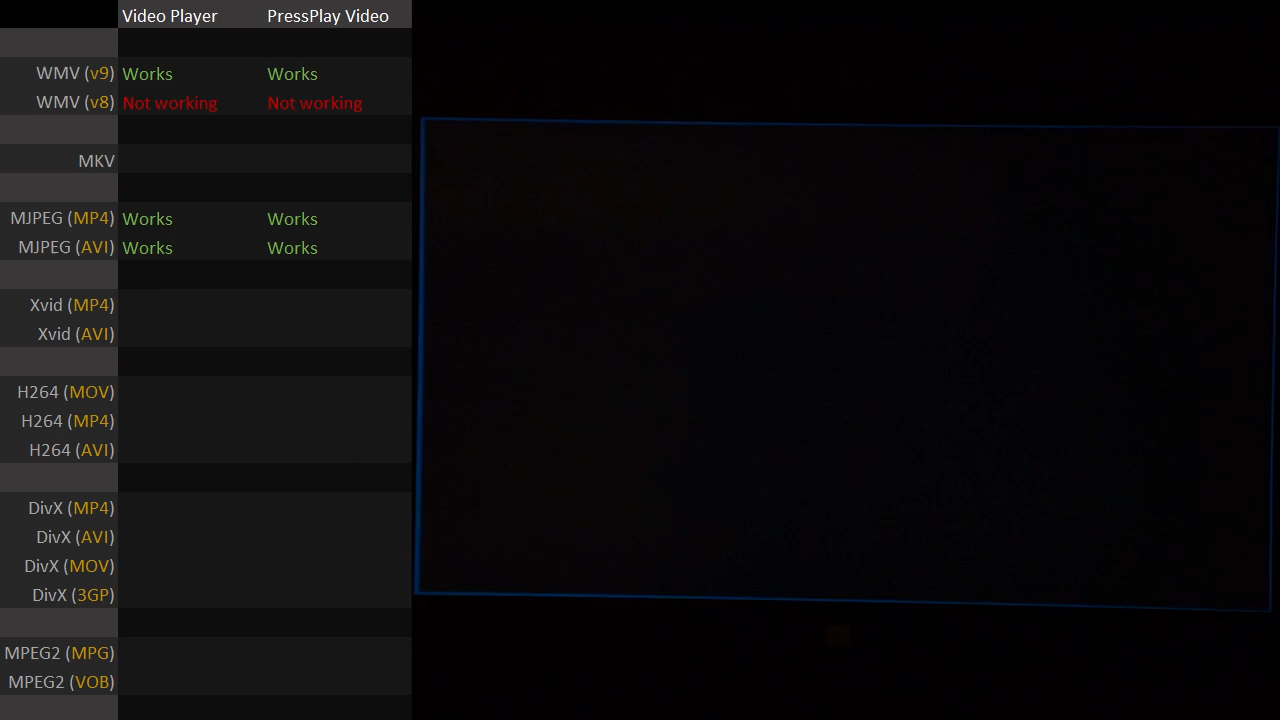 Video Player PressPlay Video
WMV (v9) Works Works
WMV (v8) Not working Not working
MKV
MJPEG (MP4) Works Works
MJPEG (AVI) Works Works
Xvid (MP4)
Xvid (AVI)
H264 (MOV)
H264 (MP4)
H264 (AVI)
DivX (MP4)
DivX (AVI)
DivX (MOV)
DivX (3GP)
MPEG2 (MPG)
MPEG2 (VOB)